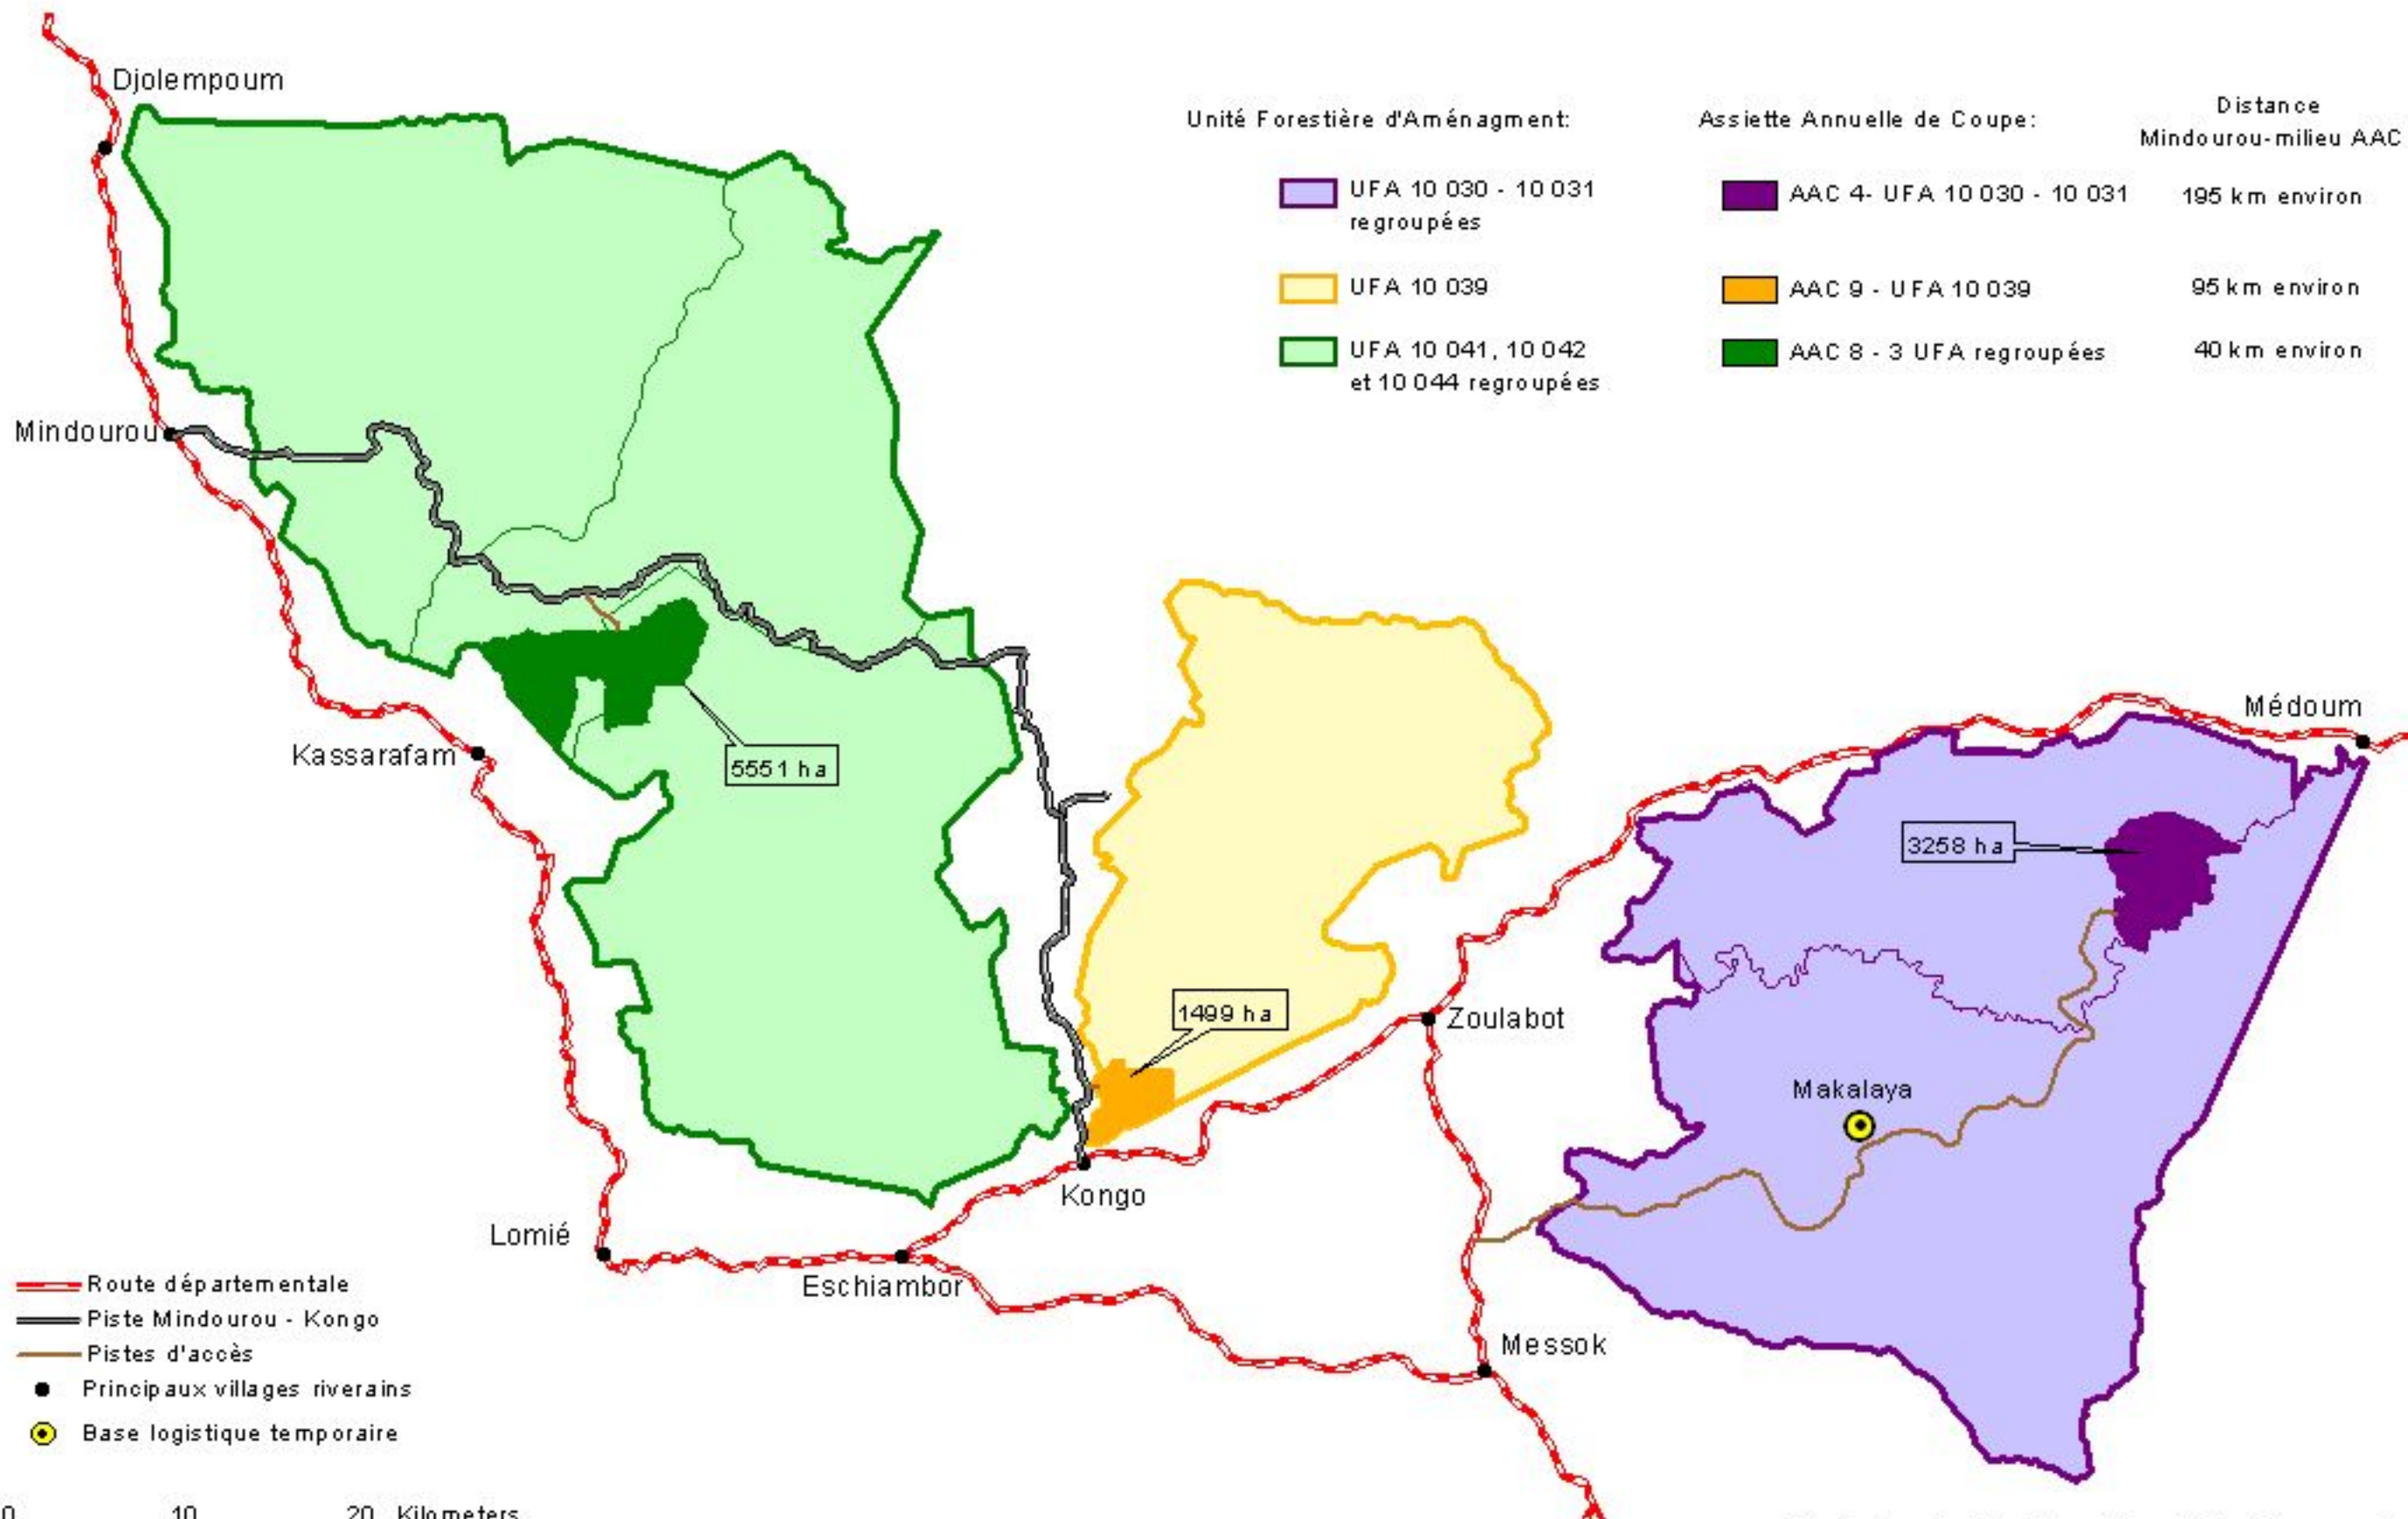 Djolempoum
Unité Forestière d'Aménagment:
Assiette Annuelle de Coupe:
Distance
Mindourou-milieu AAC
UFA 10 030 - 10 031
regroupées
AAC 4- UFA 10 030 - 10 031
195 km environ
UFA 10 039
AAC 9 - UFA 10 039
95 km environ
UFA 10 041, 10 042
et 10 044 regroupées
AAC 8 - 3 UFA regroupées
40 km environ
Mindourou
Kassarafam
5551 ha
Médoum
3258 ha
1499 ha
Zoulabot
Makalaya
Kongo
Lomié
Eschiambor
Messok
Route départementale
Piste Mindourou - Kongo
Pistes d'accès
Principaux villages riverains
Base logistique temporaire
0 10 20 Kilometers